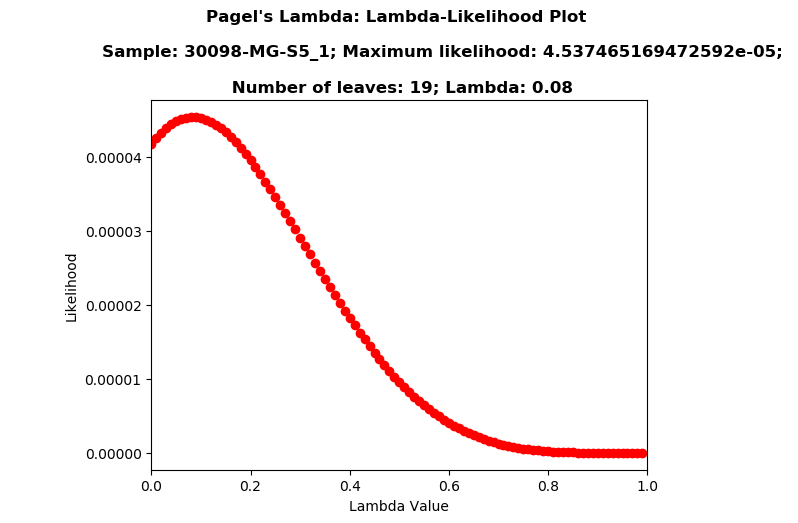 Pagel's Lambda: Lambda-Likelihood Plot
Sample: 30098-MG-S5_1; Maximum likelihood: 4.537465169472592e-05;
Number of leaves: 19; Lambda: 0.08
0.00004
0.00003
0.00002
0.00001
0.00000
Likelihood
0.0 0.2 0.4 0.6 0.8 1.0
Lambda Value